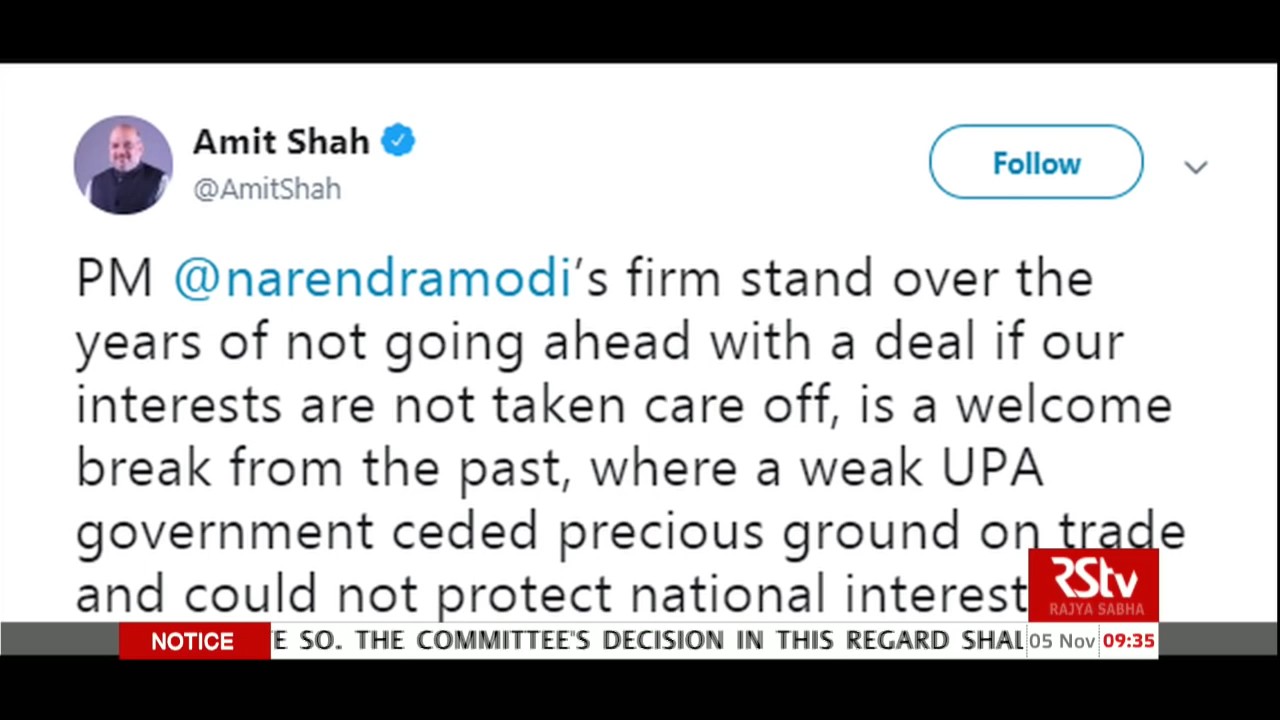 Amit Shah
@AmitShah
Follow
PM @narendramodi's firm stand over the
years of not going ahead with a deal if our
interests are not taken care off, is a welcome
break from the past, where a weak UPA
government ceded precious ground on trade
and could not protect national interest
RStv
RAJYA SABHA
NOTICE
E SO. THE COMMITTEE'S DECISION IN THIS REGARD SHAL
05 Nov 09:35